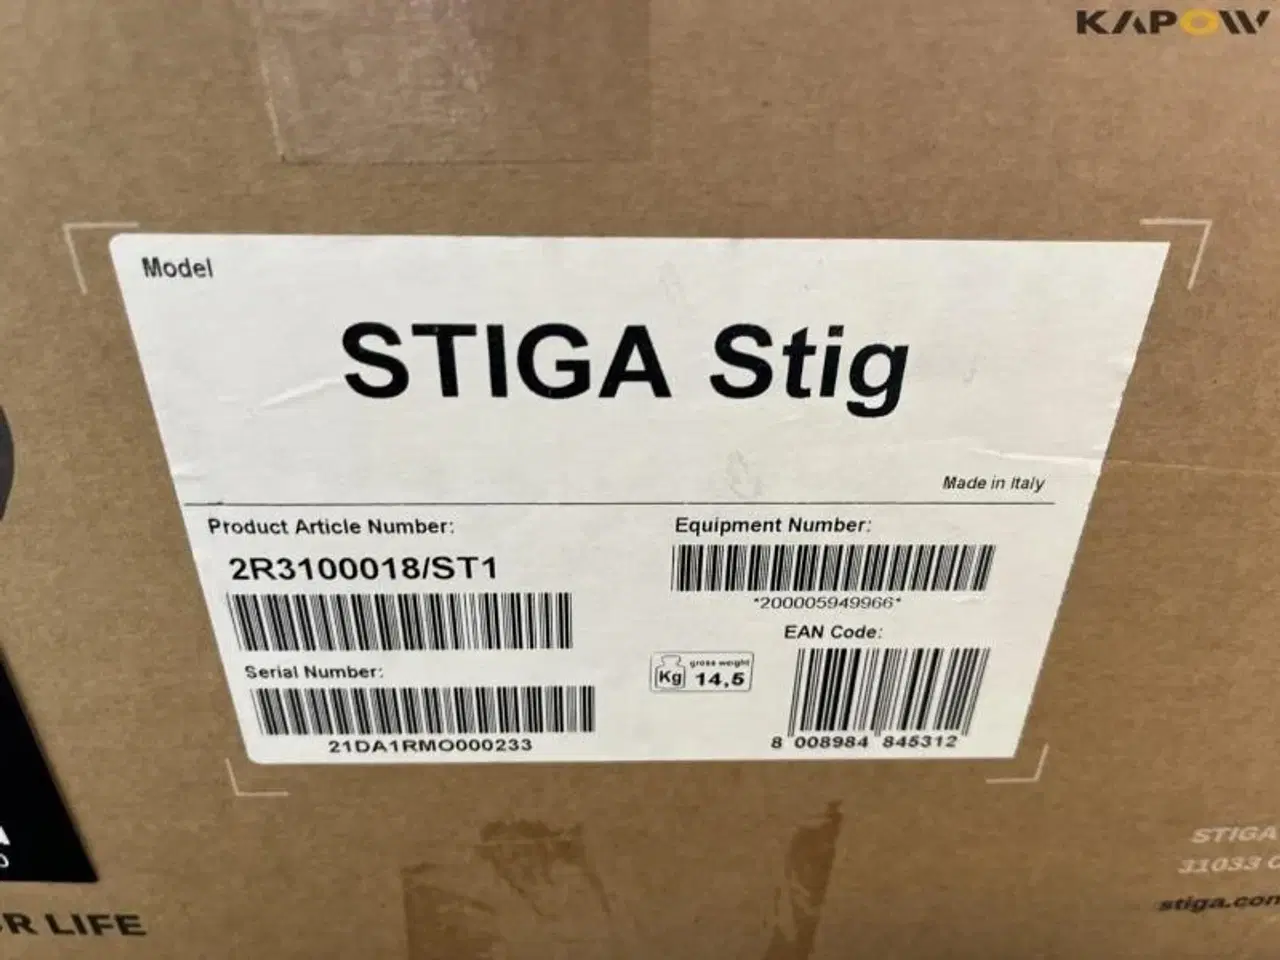 KAPOW
Model
STIGA Stig
Made in Italy
Product Article Number:
2R3100018/ST1
Serial Number:
21DA1RMO000233
Equipment Number:
*200005949966*
EAN Code:
Kg gross weight
14,5
8 008984 845312
R LIFE
STIGA
31033
stiga.com